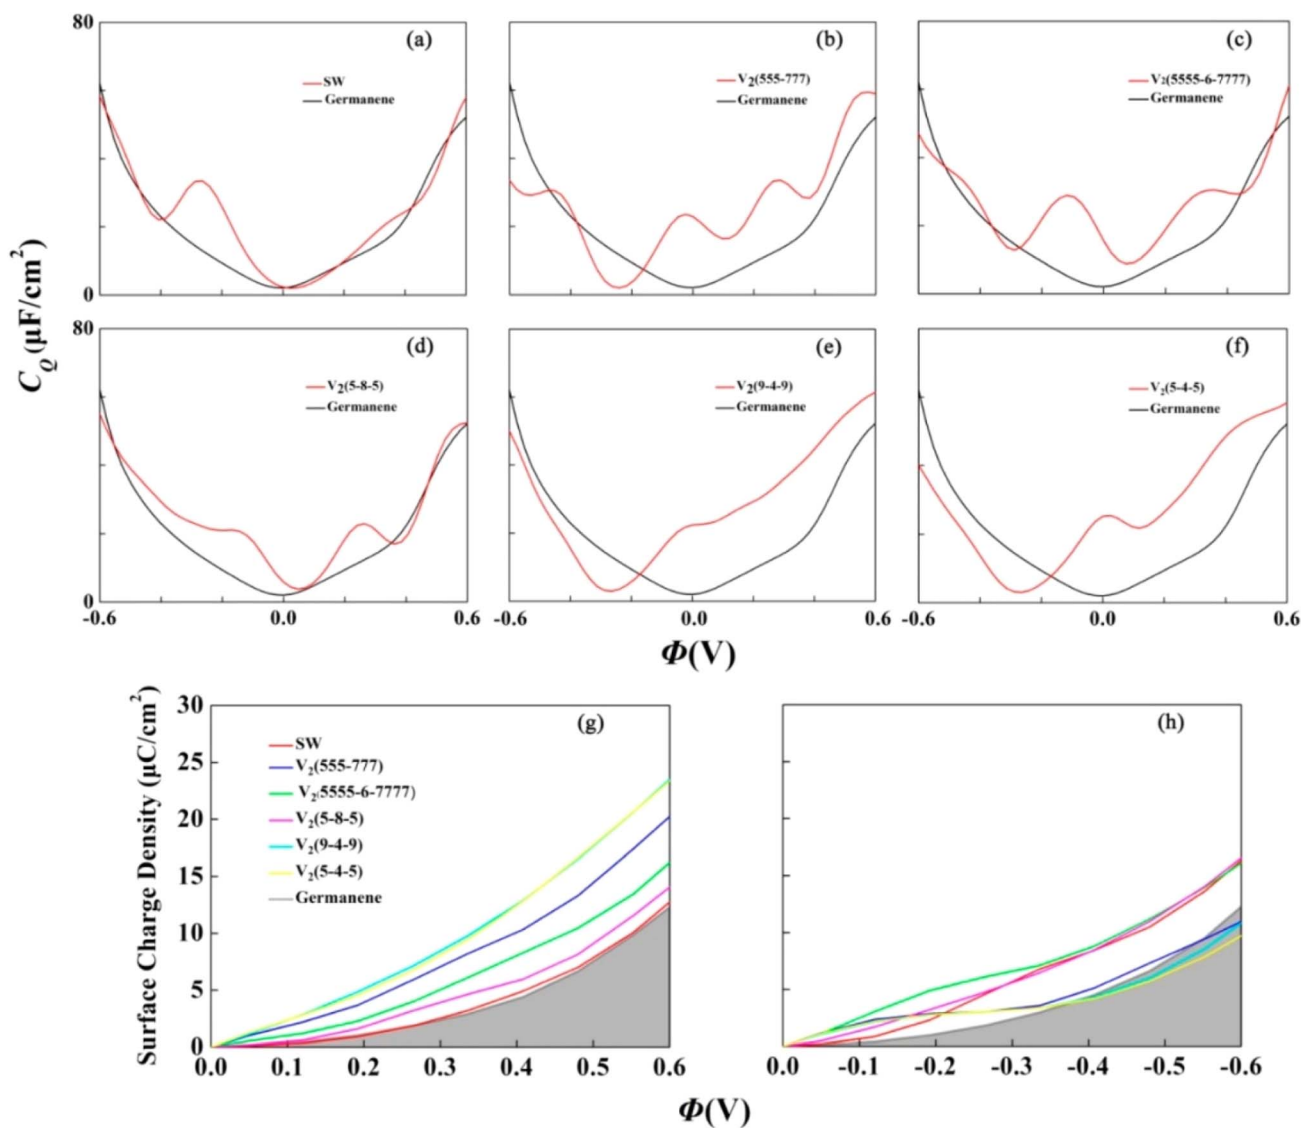 80
(a)
SW
Germanene
(b)
V2(555-777)
Germanene
(c)
V2(5555-6-7777)
Germanene
0
CQ (μF/cm2)
80
(d)
V2(5-8-5)
Germanene
(e)
V2(9-4-9)
Germanene
(f)
V2(5-4-5)
Germanene
0
-0.6 0.0 0.6
-0.6 0.0 0.6
-0.6 0.0 0.6
Φ(V)
Surface Charge Density (μC/cm2)
30
25
20
15
10
5
0
(g)
SW
V2(555-777)
V2(5555-6-7777)
V2(5-8-5)
V2(9-4-9)
V2(5-4-5)
Germanene
0.0 0.1 0.2 0.3 0.4 0.5 0.6
(h)
0.0 -0.1 -0.2 -0.3 -0.4 -0.5 -0.6
Φ(V)